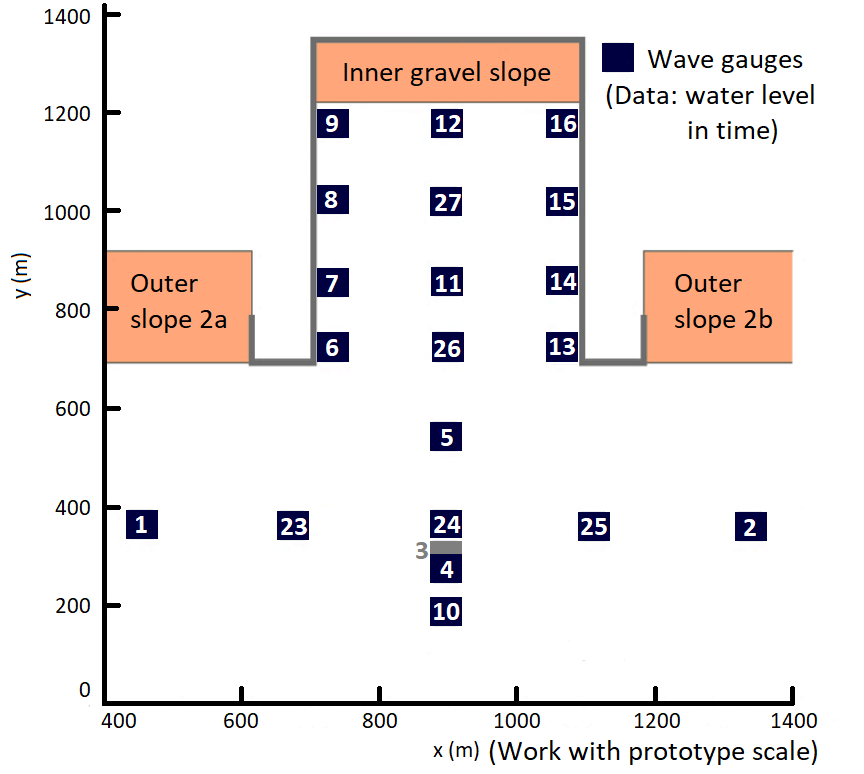 1400
Inner gravel slope
Wave gauges
(Data: water level
in time)
1200
9 12 16
1000
8 27 15
y (m)
Outer
slope 2a
7 11 14
Outer
slope 2b
800
6 26 13
600
5
400
1 23 24 25 2
3
4
200
10
0
400 600 800 1000 1200 1400
x (m) (Work with prototype scale)